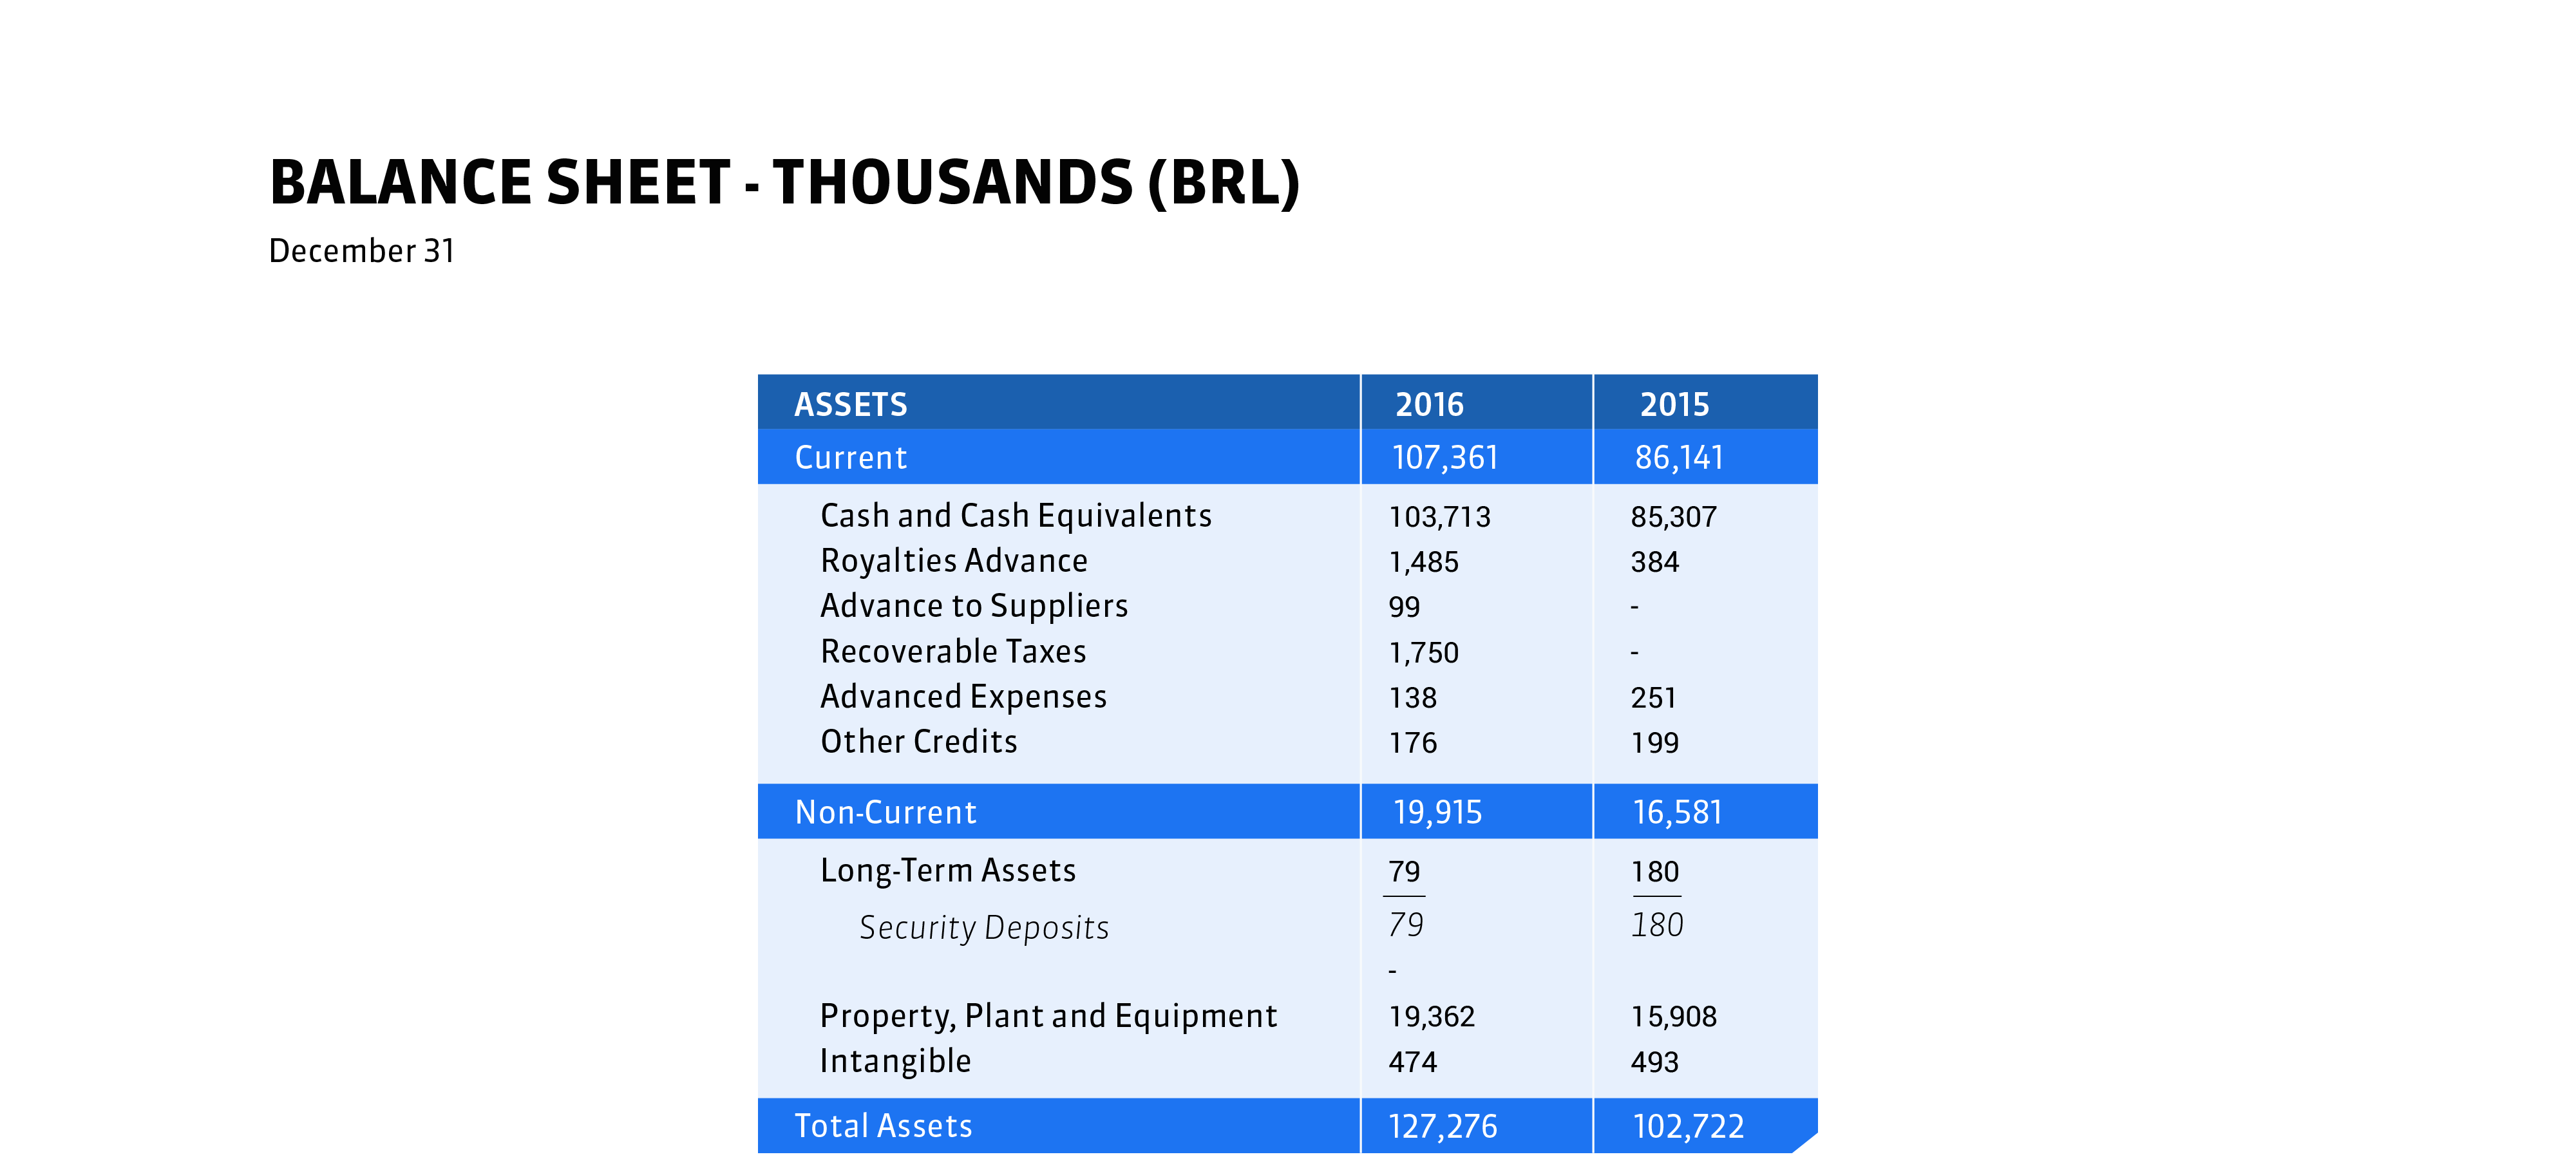 BALANCE SHEET - THOUSANDS (BRL)
December 31
ASSETS 2016 2015
Current 107,361 86,141
Cash and Cash Equivalents 103,713 85,307
Royalties Advance 1,485 384
Advance to Suppliers 99 -
Recoverable Taxes 1,750 -
Advanced Expenses 138 251
Other Credits 176 199
Non-Current 19,915 16,581
Long-Term Assets 79 180
Security Deposits 79 180
-
Property, Plant and Equipment 19,362 15,908
Intangible 474 493
Total Assets 127,276 102,722